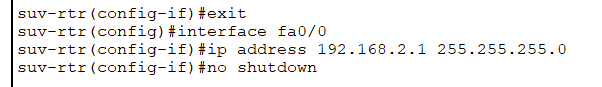 suv-rtr(config-if)#exit
suv-rtr(config)#interface fa0/0
suv-rtr(config-if)#ip address 192.168.2.1 255.255.255.0
suv-rtr(config-if)#no shutdown